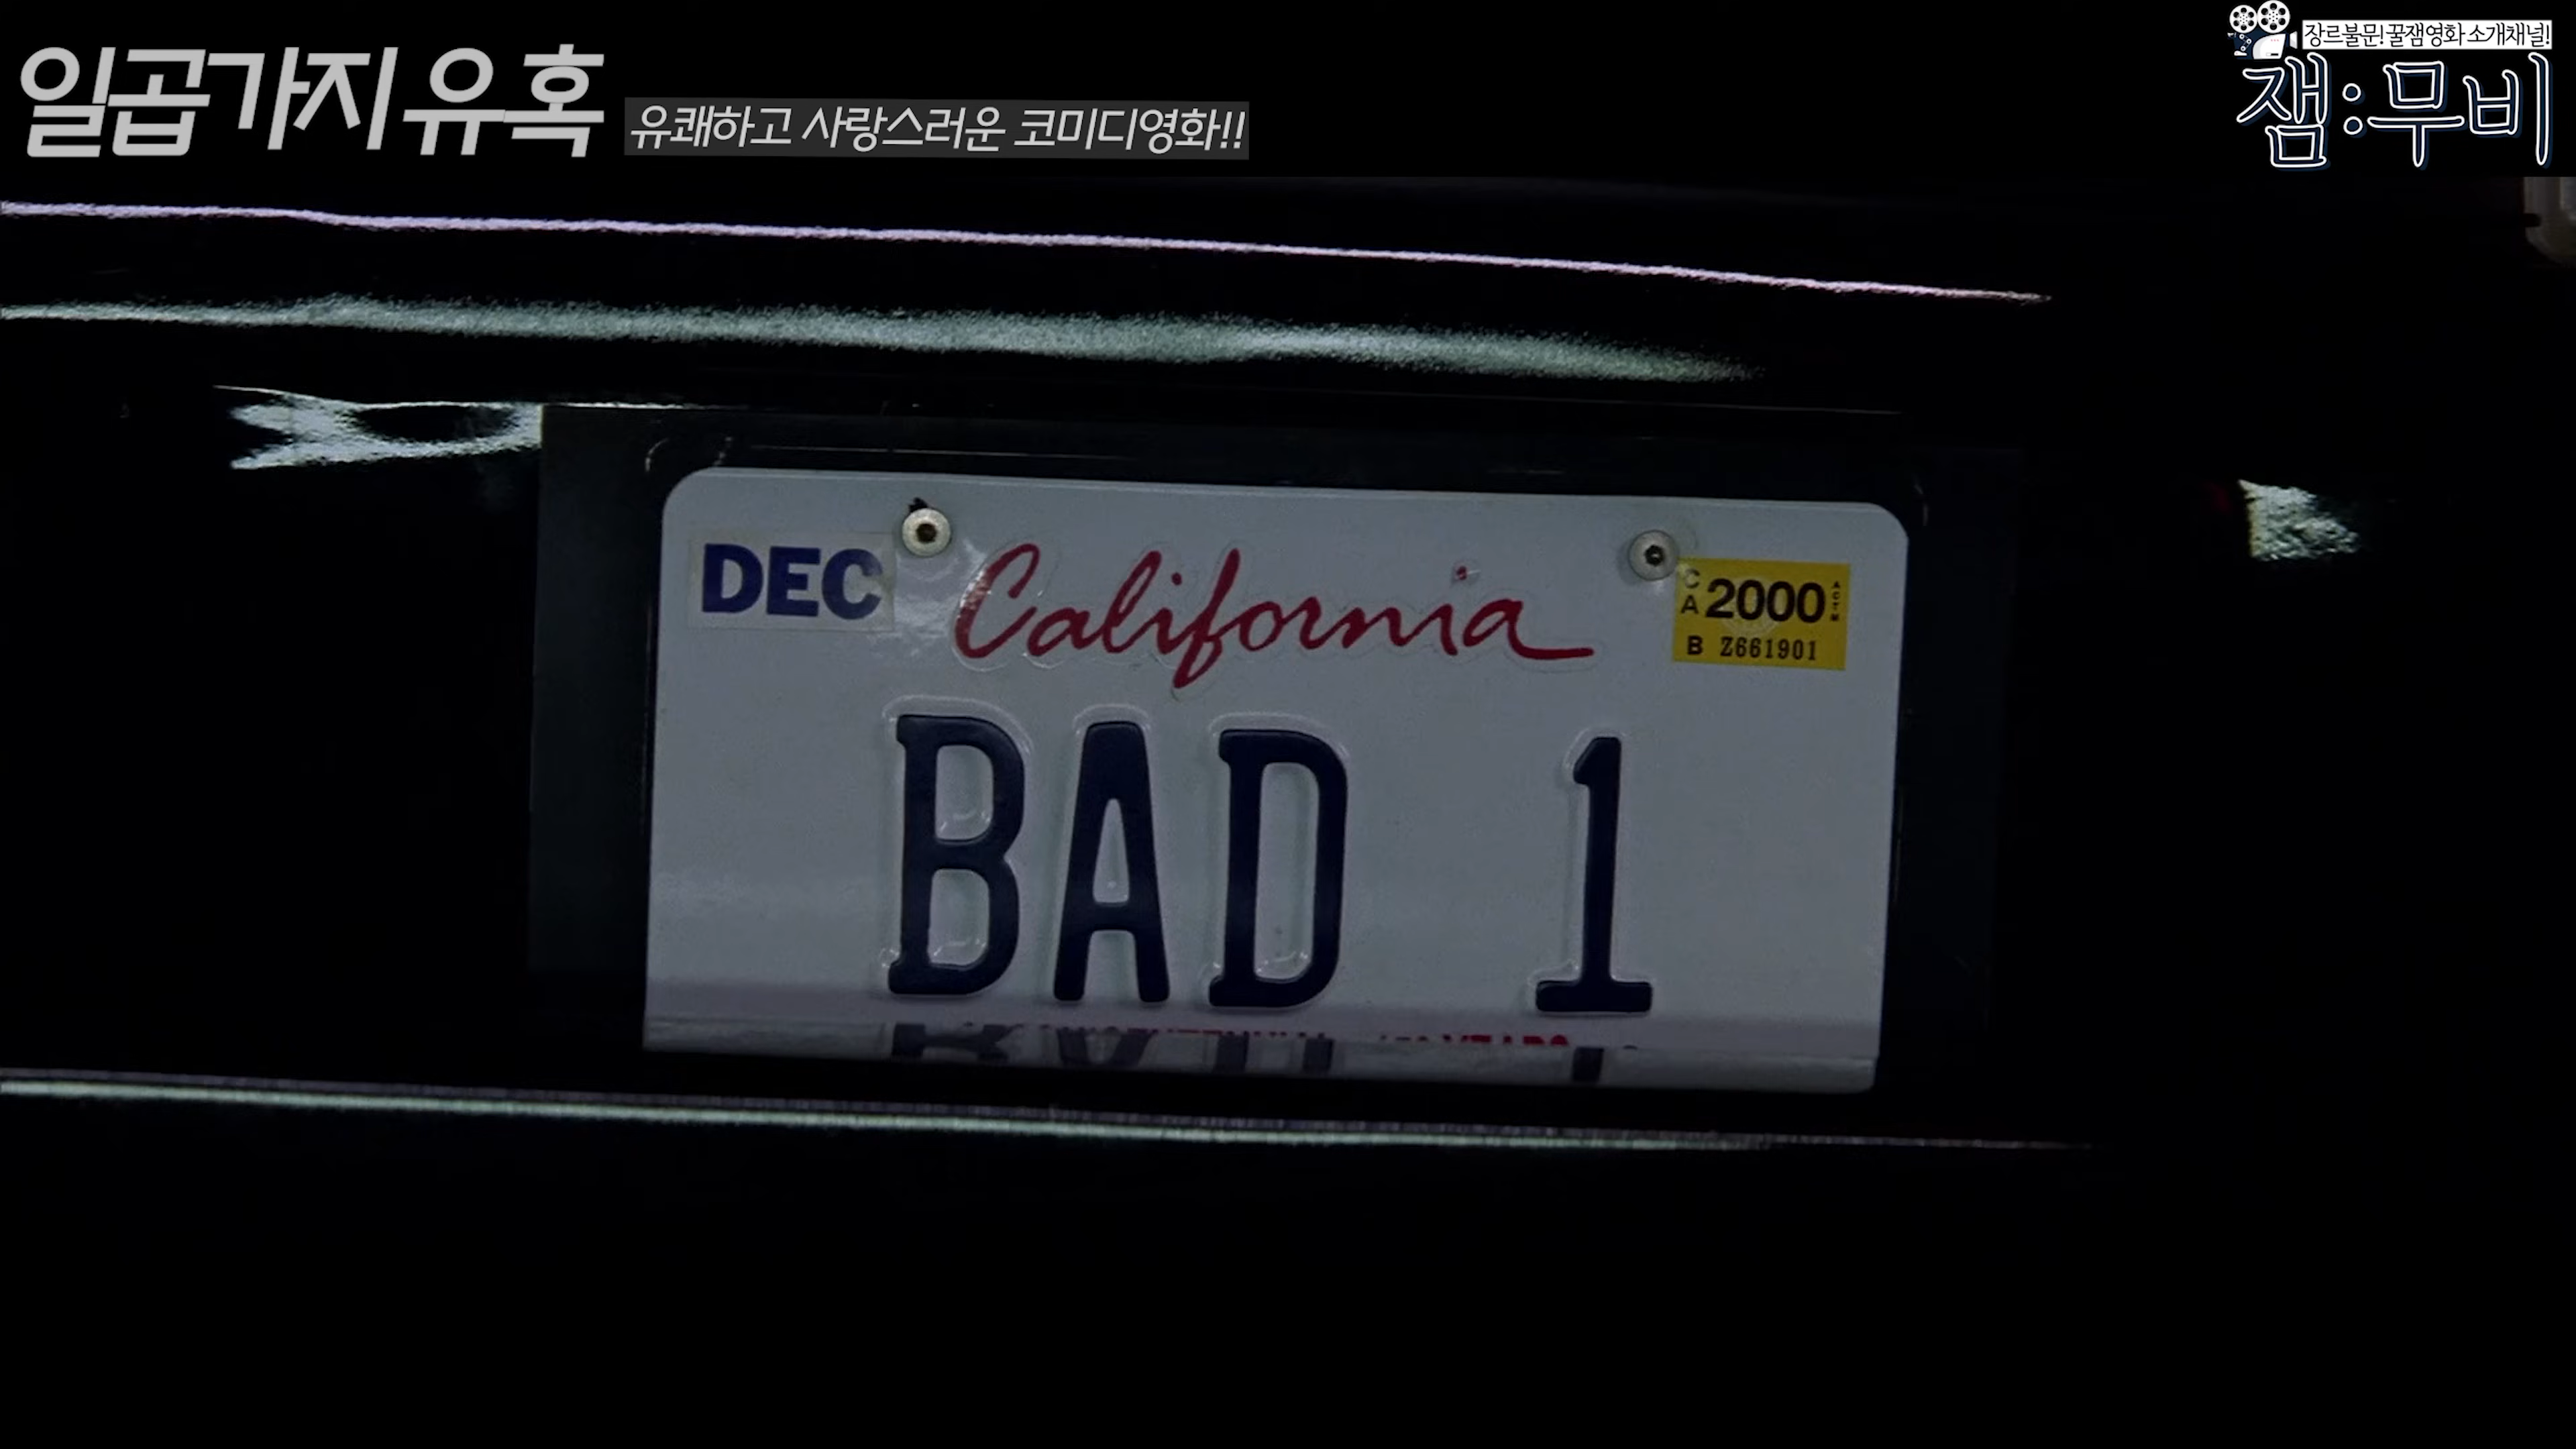 일곱가지 유혹
유쾌하고 사랑스러운 코미디영화!!
장르불문! 꿀잼영화 소개채널!
잼:무비
DEC
California
CA 2000
B Z661901
BAD 1